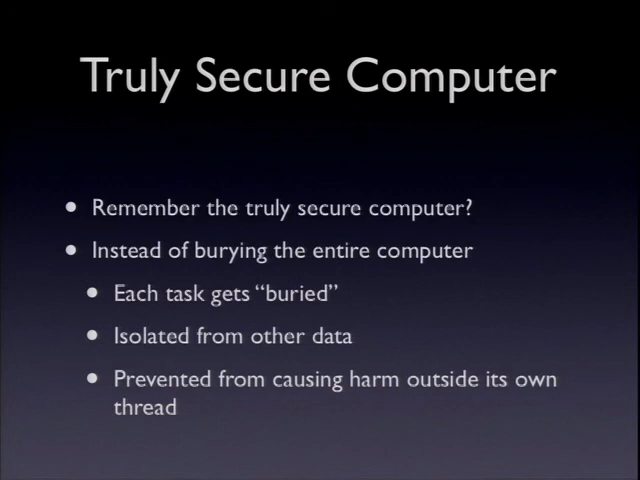 Truly Secure Computer
• Remember the truly secure computer?
• Instead of burying the entire computer
• Each task gets “buried”
• Isolated from other data
• Prevented from causing harm outside its own
thread